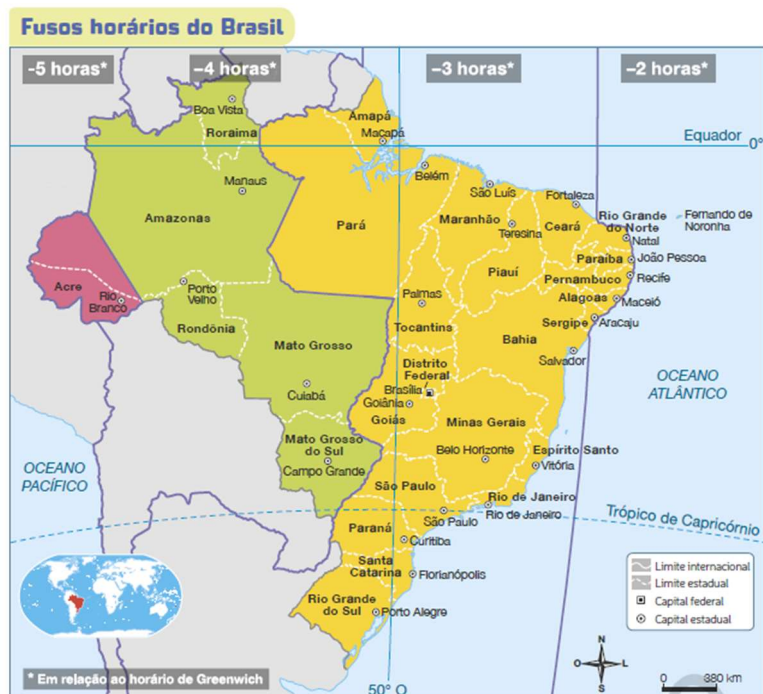 Fusos horários do Brasil
-5 horas*
-4 horas*
-3 horas*
-2 horas*
Boa Vista
Roraima
Amapá
Macapá
Equador
0º
Manaus
Amazonas
Belém
São Luís
Fortaleza
Pará
Maranhão
Teresina
Ceará
Rio Grande
do Norte
Natal
Fernando de
Noronha
Piauí
Paraíba
João Pessoa
Pernambuco
Recife
Acre
Rio
Branco
Porto
Velho
Rondônia
Palmas
Tocantins
Alagoas
Maceió
Sergipe
Aracaju
Bahia
Salvador
Mato Grosso
Cuiabá
Distrito
Federal
Brasília
Goiânia
Goiás
OCEANO
ATLÂNTICO
Minas Gerais
Belo Horizonte
Espírito Santo
Vitória
Mato Grosso
do Sul
Campo Grande
OCEANO
PACÍFICO
São Paulo
São Paulo
Rio de Janeiro
Rio de Janeiro
Trópico de Capricórnio
Paraná
Curitiba
Santa
Catarina
Florianópolis
Rio Grande
do Sul
Porto Alegre
Limite internacional
Limite estadual
Capital federal
Capital estadual
N
O
L
S
0
380 km
50º O
* Em relação ao horário de Greenwich